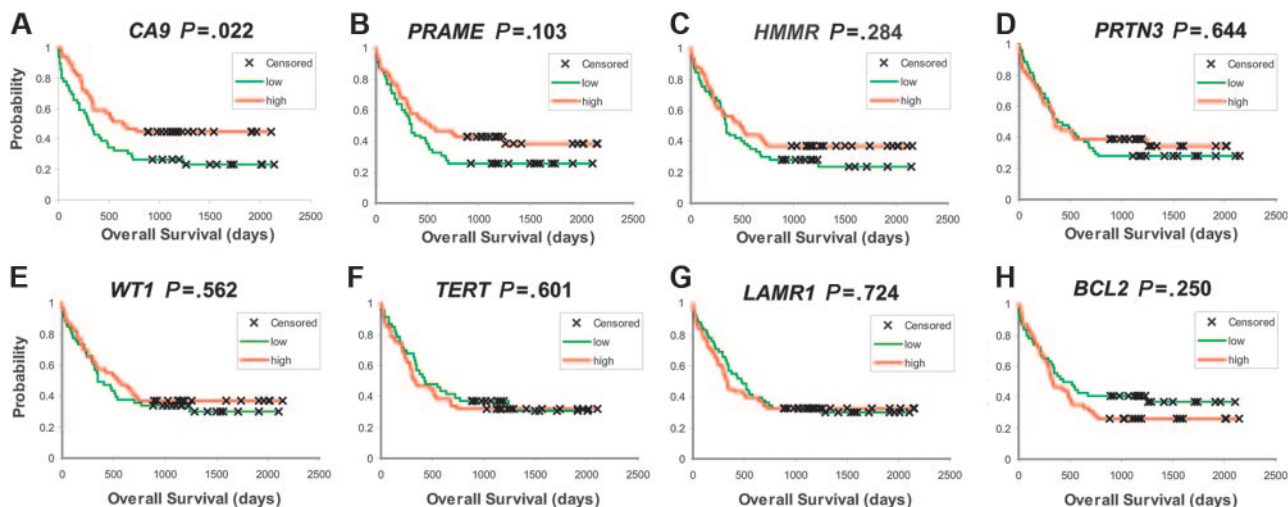 A
CA9 P=.022
Probability
1
0.8
0.6
0.4
0.2
0
0
500
1000
1500
2000
2500
Censored
low
high
Overall Survival (days)
B
PRAME P=.103
1
0.8
0.6
0.4
0.2
0
0
500
1000
1500
2000
2500
Censored
low
high
Overall Survival (days)
C
HMMR P=.284
1
0.8
0.6
0.4
0.2
0
0
500
1000
1500
2000
2500
Censored
low
high
Overall Survival (days)
D
PRTN3 P=.644
1
0.8
0.6
0.4
0.2
0
0
500
1000
1500
2000
2500
Censored
low
high
Overall Survival (days)
E
WT1 P=.562
Probability
1
0.8
0.6
0.4
0.2
0
0
500
1000
1500
2000
2500
Censored
low
high
Overall Survival (days)
F
TERT P=.601
1
0.8
0.6
0.4
0.2
0
0
500
1000
1500
2000
2500
Censored
low
high
Overall Survival (days)
G
LAMR1 P=.724
1
0.8
0.6
0.4
0.2
0
0
500
1000
1500
2000
2500
Censored
low
high
Overall Survival (days)
H
BCL2 P=.250
1
0.8
0.6
0.4
0.2
0
0
500
1000
1500
2000
2500
Censored
low
high
Overall Survival (days)